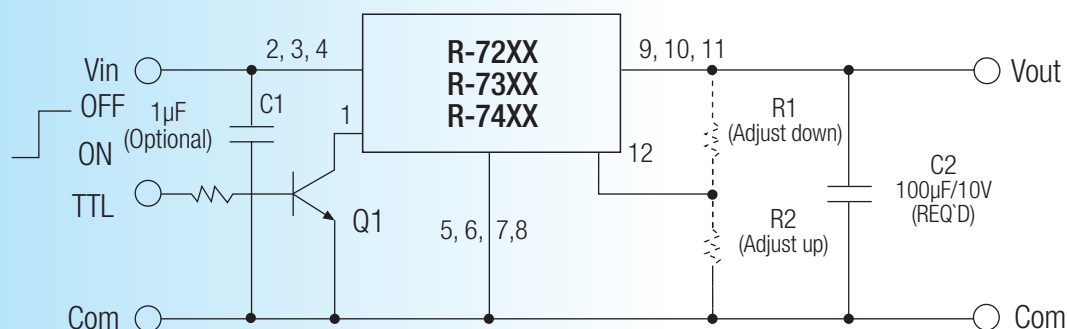 R-72XX
R-73XX
R-74XX
2, 3, 4
9, 10, 11
Vin
Vout
OFF
ON
1µF
(Optional)
C1
1
12
R1
(Adjust down)
TTL
Q1
5, 6, 7,8
R2
(Adjust up)
C2
100µF/10V
(REQ`D)
Com
Com